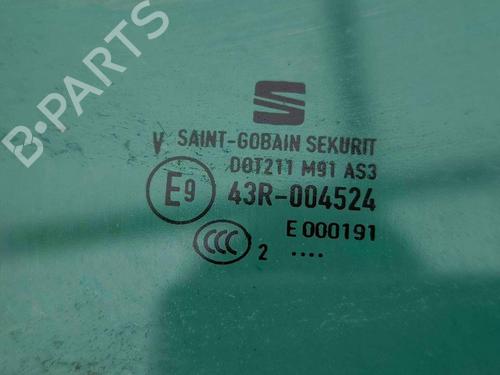 B-PARTS
V SAINT-GOBAIN SEKURIT
DOT211 M91 AS3
E9 43R-004524
E 000191
CCC 2 ....